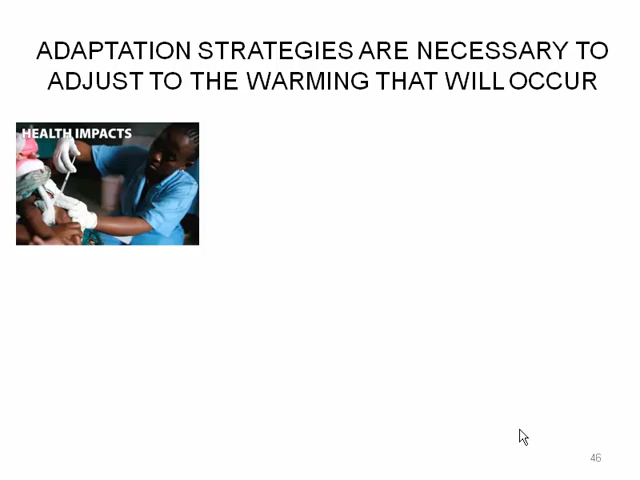 ADAPTATION STRATEGIES ARE NECESSARY TO
ADJUST TO THE WARMING THAT WILL OCCUR
HEALTH IMPACTS
46